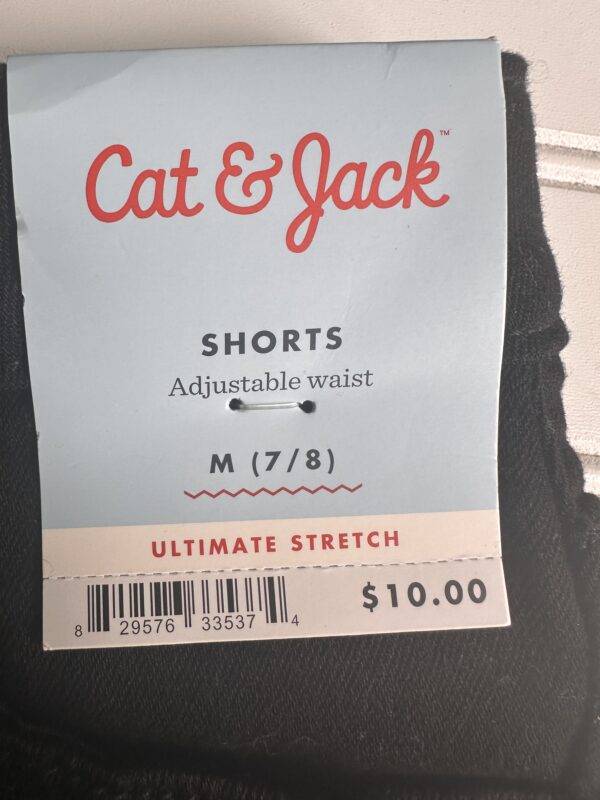 Cat & Jack™
SHORTS
Adjustable waist
M (7/8)
ULTIMATE STRETCH
$10.00
8 29576 33537 4